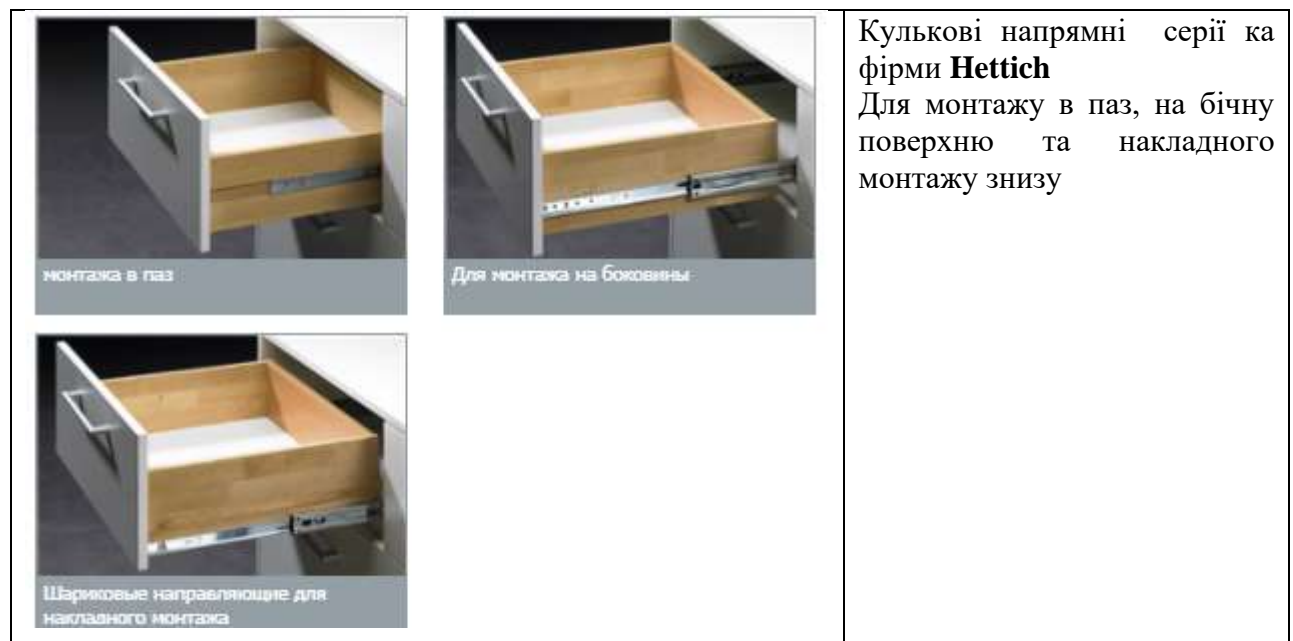 монтажа в паз
Для монтажа на боковины
Шариковые направляющие для
накладного монтажа
Кулькові напрямні серії ка
фірми Hettich
Для монтажу в паз, на бічну
поверхню та накладного
монтажу знизу